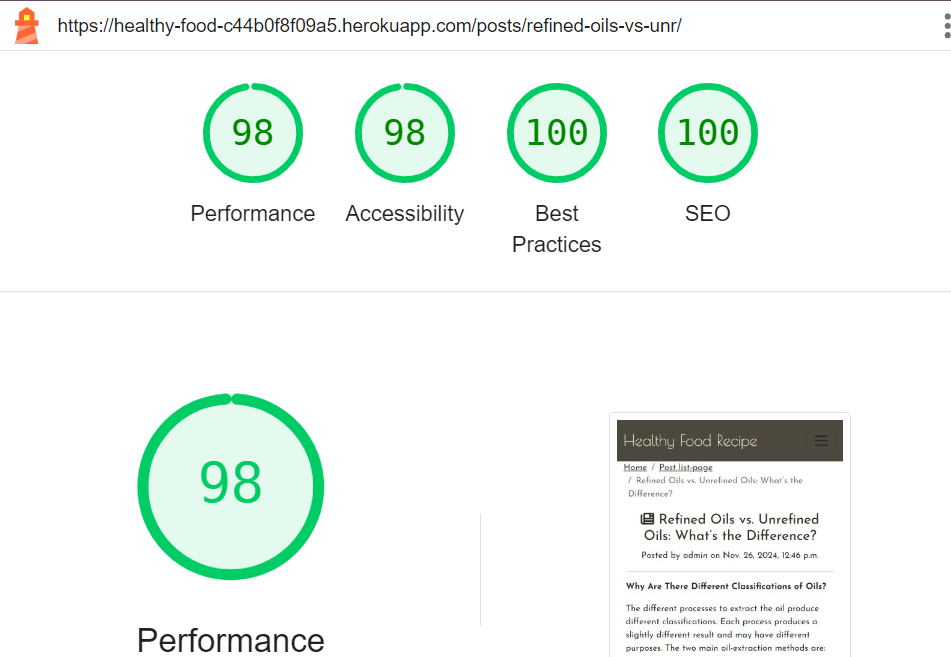 https://healthy-food-c44b0f8f09a5.herokuapp.com/posts/refined-oils-vs-unr/
98
98
100
100
Performance
Accessibility
Best
Practices
SEO
98
Performance
Healthy Food Recipe
Home / Post list-page
/ Refined Oils vs. Unrefined Oils: What's the
Difference?
Refined Oils vs. Unrefined
Oils: What's the Difference?
Posted by admin on Nov. 26, 2024, 12:46 p.m.
Why Are There Different Classifications of Oils?
The different processes to extract the oil produce
different classifications. Each process produces a
slightly different result and may have different
purposes. The two main oil-extraction methods are: